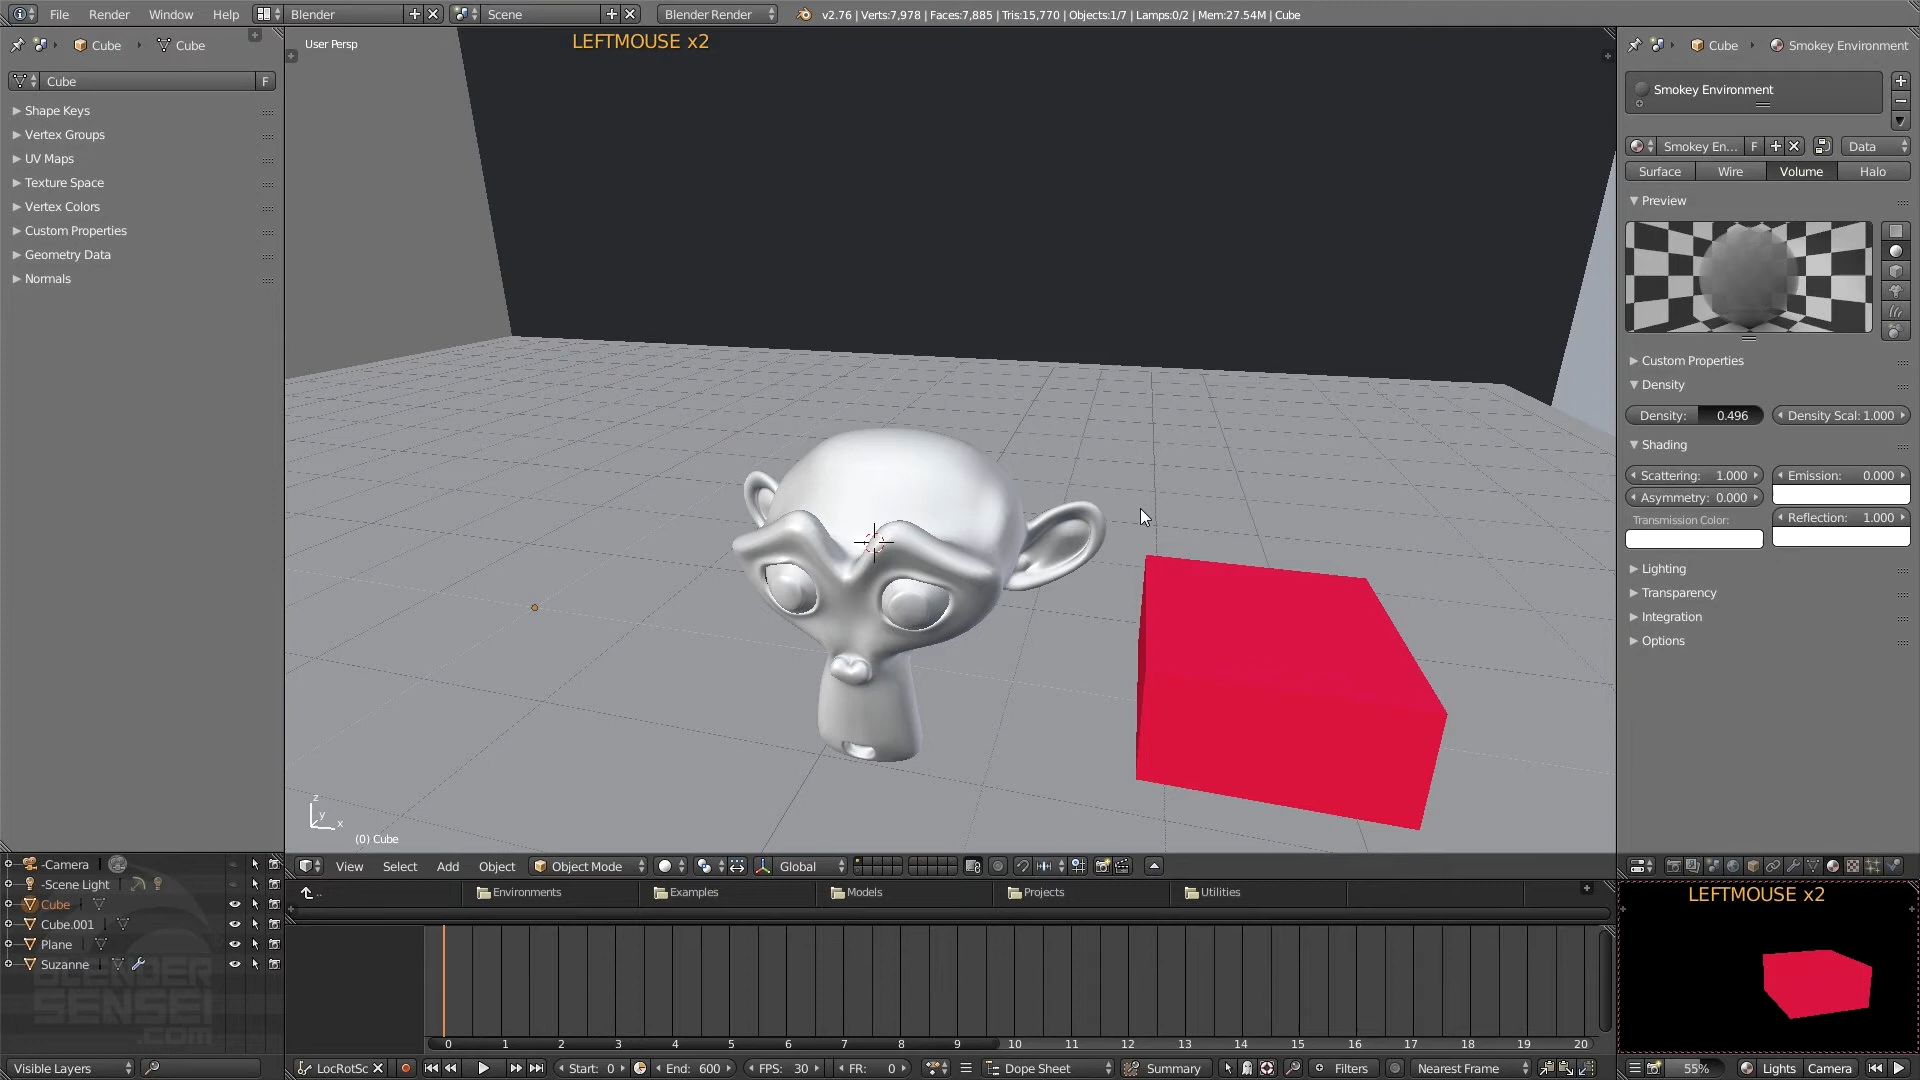 File Render Window Help Blender Scene Blender Render v2.76 | Verts:7,978 | Faces:7,885 | Tris:15,770 | Objects:1/7 | Lamps:0/2 | Mem:27.54M | Cube
Cube Cube
Cube F
Shape Keys
Vertex Groups
UV Maps
Texture Space
Vertex Colors
Custom Properties
Geometry Data
Normals
User Persp
LEFTMOUSE x2
z
y
x
(0) Cube
Cube Smokey Environment
Smokey Environment
Smokey En... F Data
Surface Wire Volume Halo
Preview
Custom Properties
Density
Density: 0.496 Density Scal: 1.000
Shading
Scattering: 1.000 Emission: 0.000
Asymmetry: 0.000
Transmission Color: Reflection: 1.000
Lighting
Transparency
Integration
Options
View Select Add Object Object Mode Global
-Camera
-Scene Light
Cube
Cube.001
Plane
Suzanne
BLENDER
SENSEI
.com
.. Environments Examples Models Projects Utilities
0 1 2 3 4 5 6 7 8 9 10 11 12 13 14 15 16 17 18 19 20
LEFTMOUSE x2
Visible Layers LocRotSc Start: 0 End: 600 FPS: 30 FR: 0 Dope Sheet Summary Filters Nearest Frame 55% Lights Camera